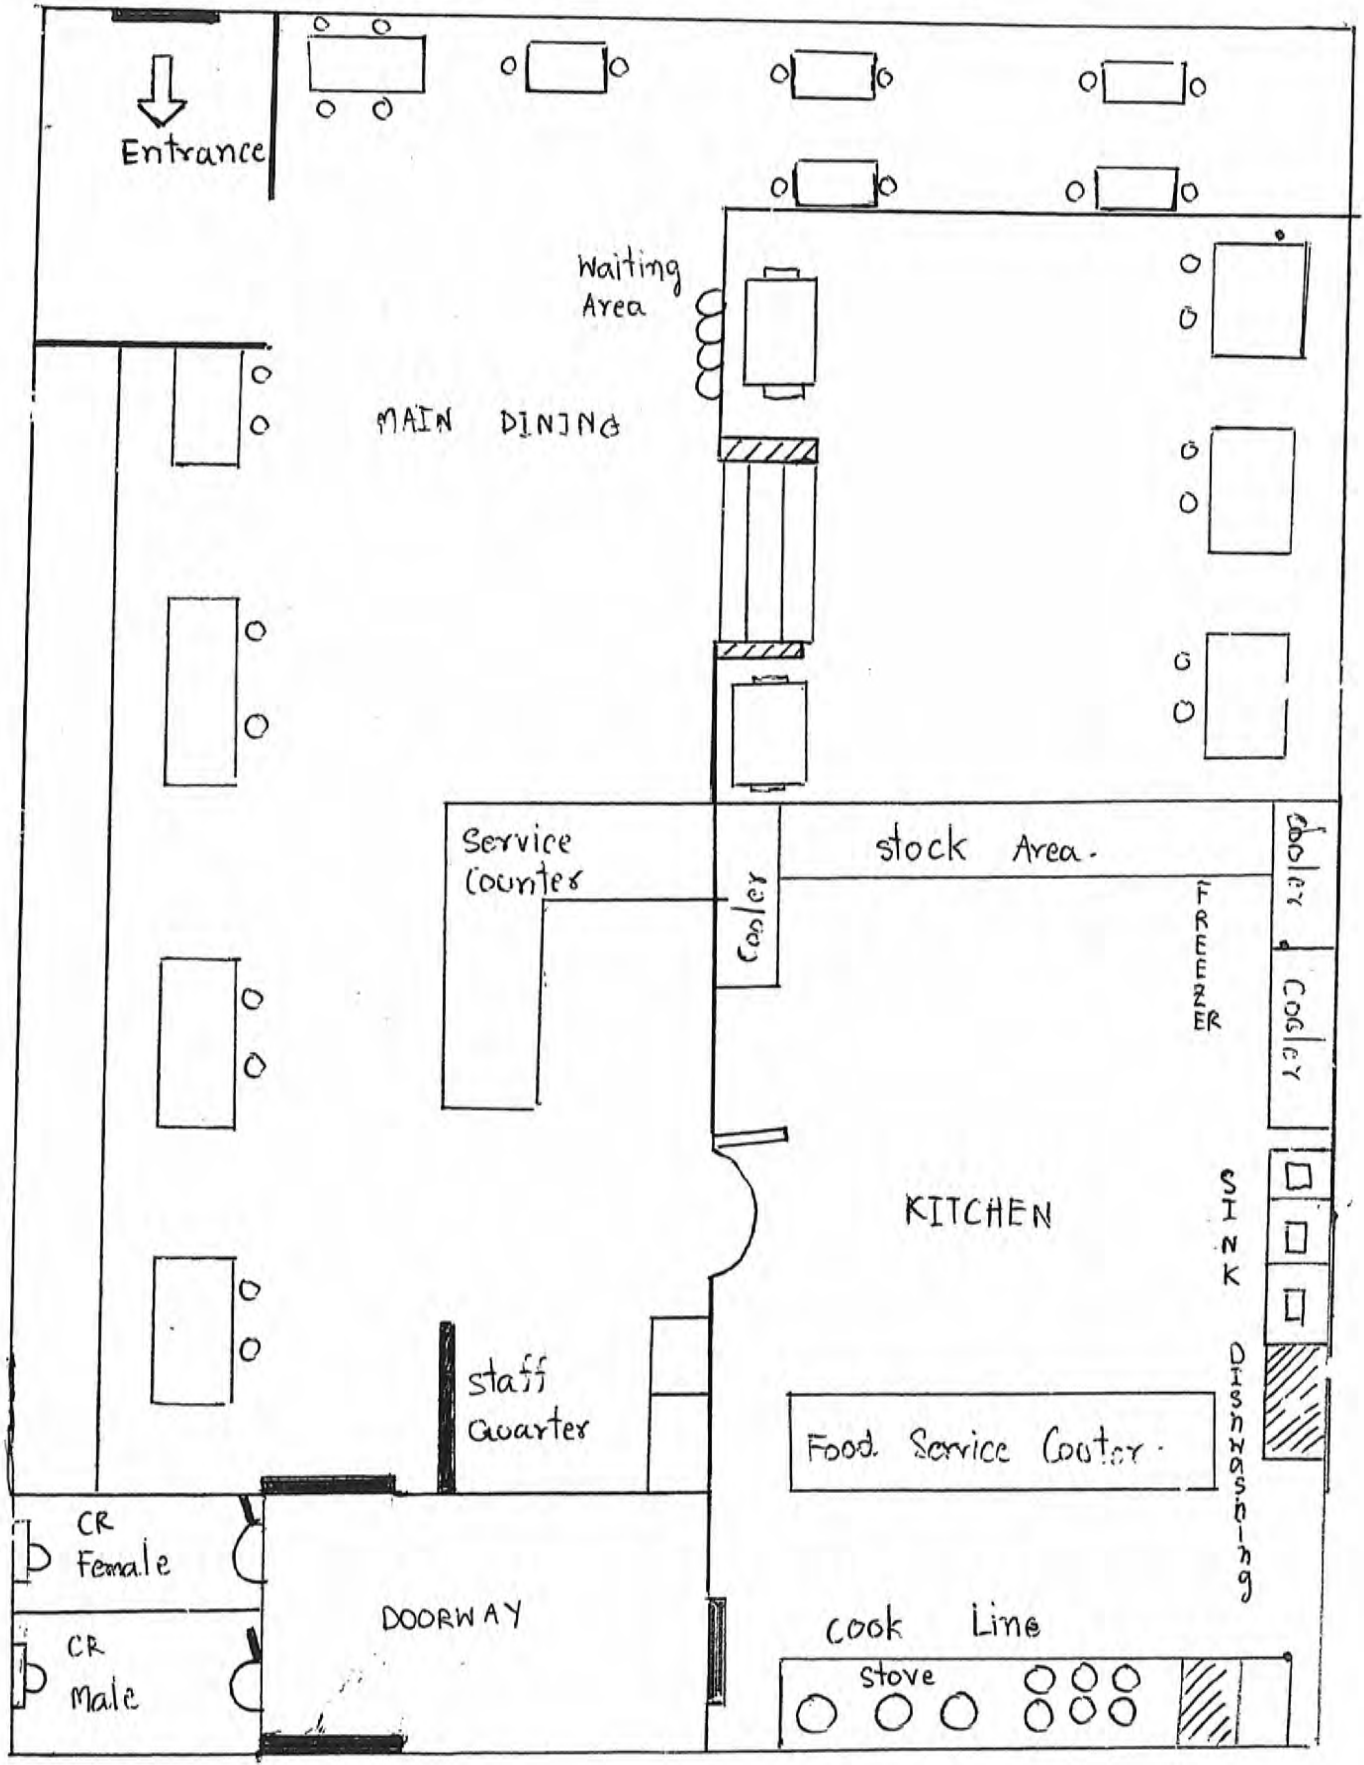 Entrance
Waiting
Area
MAIN DINING
Service
Counter
Cooler
stock Area.
Cooler
FREEZER
Cooler
KITCHEN
SINK
staff
Quarter
Food Service Cooter.
DIShwashing
CR
Female
DOORWAY
CR
Male
Cook Line
stove